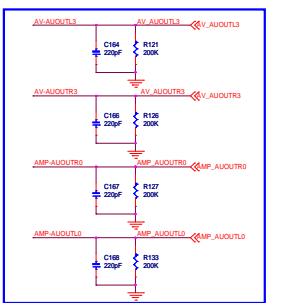 AV-AUOUTL3 AV_AUOUTL3 AV_AUOUTL3
C164 R121
220pF 200K
AV-AUOUTR3 AV_AUOUTR3 AV_AUOUTR3
C166 R126
220pF 200K
AMP-AUOUTR0 AMP_AUOUTR0 AMP_AUOUTR0
C167 R127
220pF 200K
AMP-AUOUTL0 AMP_AUOUTL0 AMP_AUOUTL0
C168 R133
220pF 200K